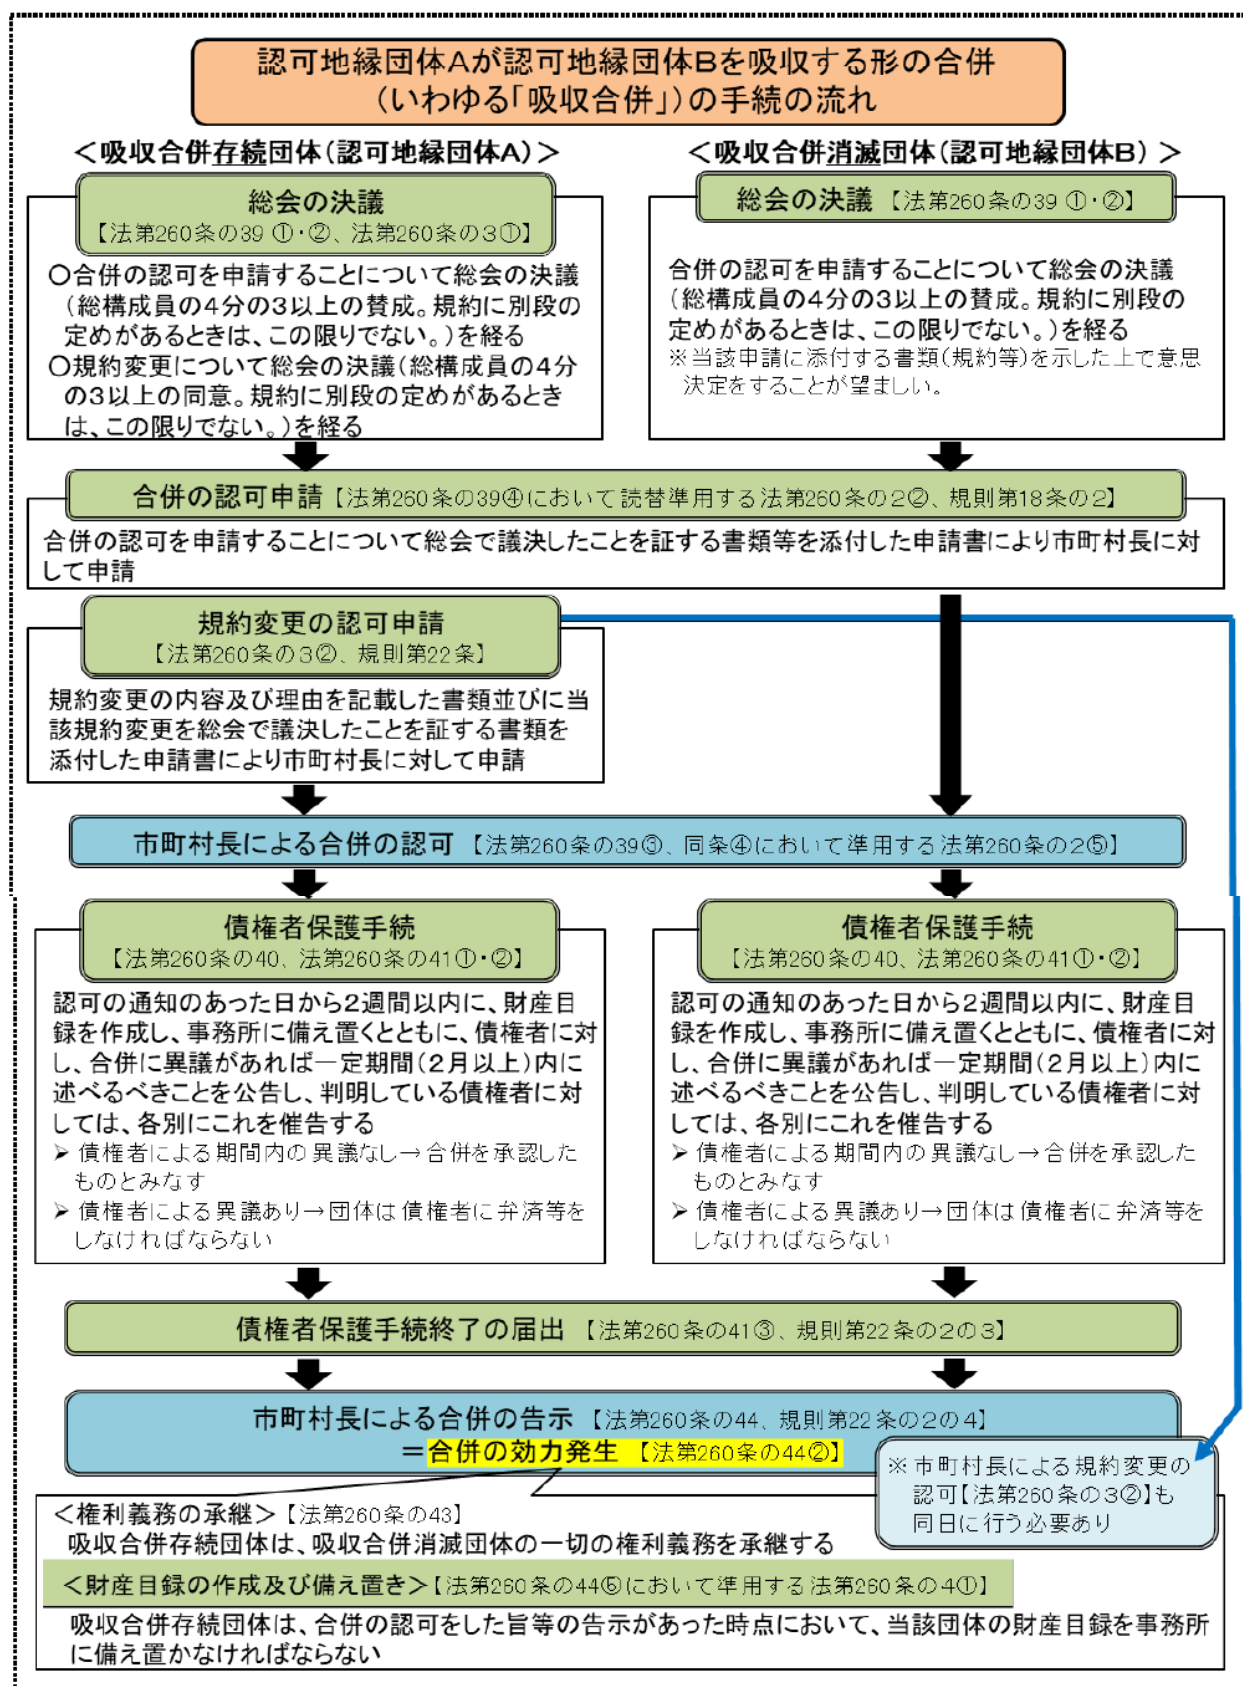 認可地縁団体Aが認可地縁団体Bを吸収する形の合併
(いわゆる「吸収合併」)の手続の流れ
<吸収合併存続団体(認可地縁団体A)>
総会の決議
【法第260条の39 ①・②、法第260条の3①】
○合併の認可を申請することについて総会の決議
(総構成員の4分の3以上の賛成。規約に別段の
定めがあるときは、この限りでない。)を経る
○規約変更について総会の決議(総構成員の4分
の3以上の同意。規約に別段の定めがあるとき
は、この限りでない。)を経る
<吸収合併消滅団体(認可地縁団体B) >
総会の決議 【法第260条の39 ①・②】
合併の認可を申請することについて総会の決議
(総構成員の4分の3以上の賛成。規約に別段の
定めがあるときは、この限りでない。)を経る
※当該申請に添付する書類(規約等)を示した上で意思
決定をすることが望ましい。
合併の認可申請【法第260条の39④において読替準用する法第260条の2②、規則第18条の2】
合併の認可を申請することについて総会で議決したことを証する書類等を添付した申請書により市町村長に対
して申請
規約変更の認可申請
【法第260条の3②、規則第22条】
規約変更の内容及び理由を記載した書類並びに当
該規約変更を総会で議決したことを証する書類を
添付した申請書により市町村長に対して申請
市町村長による合併の認可 【法第260条の39③、同条④において準用する法第260条の2⑤】
債権者保護手続
【法第260条の40、法第260条の41①・②】
認可の通知のあった日から2週間以内に、財産目
録を作成し、事務所に備え置くとともに、債権者に対
し、合併に異議があれば一定期間(2月以上)内に
述べるべきことを公告し、判明している債権者に対
しては、各別にこれを催告する
➢ 債権者による期間内の異議なし→合併を承認した
ものとみなす
➢ 債権者による異議あり→団体は債権者に弁済等を
しなければならない
債権者保護手続
【法第260条の40、法第260条の41①・②】
認可の通知のあった日から2週間以内に、財産目
録を作成し、事務所に備え置くとともに、債権者に対
し、合併に異議があれば一定期間(2月以上)内に
述べるべきことを公告し、判明している債権者に対
しては、各別にこれを催告する
➢ 債権者による期間内の異議なし→合併を承認した
ものとみなす
➢ 債権者による異議あり→団体は債権者に弁済等を
しなければならない
債権者保護手続終了の届出 【法第260条の41③、規則第22条の2の3】
市町村長による合併の告示 【法第260条の44、規則第22条の2の4】
=合併の効力発生 【法第260条の44②】
※市町村長による規約変更の
認可【法第260条の3②】も
同日に行う必要あり
<権利義務の承継>【法第260条の43】
吸収合併存続団体は、吸収合併消滅団体の一切の権利義務を承継する
<財産目録の作成及び備え置き>【法第260条の44⑥において準用する法第260条の4①】
吸収合併存続団体は、合併の認可をした旨等の告示があった時点において、当該団体の財産目録を事務所
に備え置かなければならない